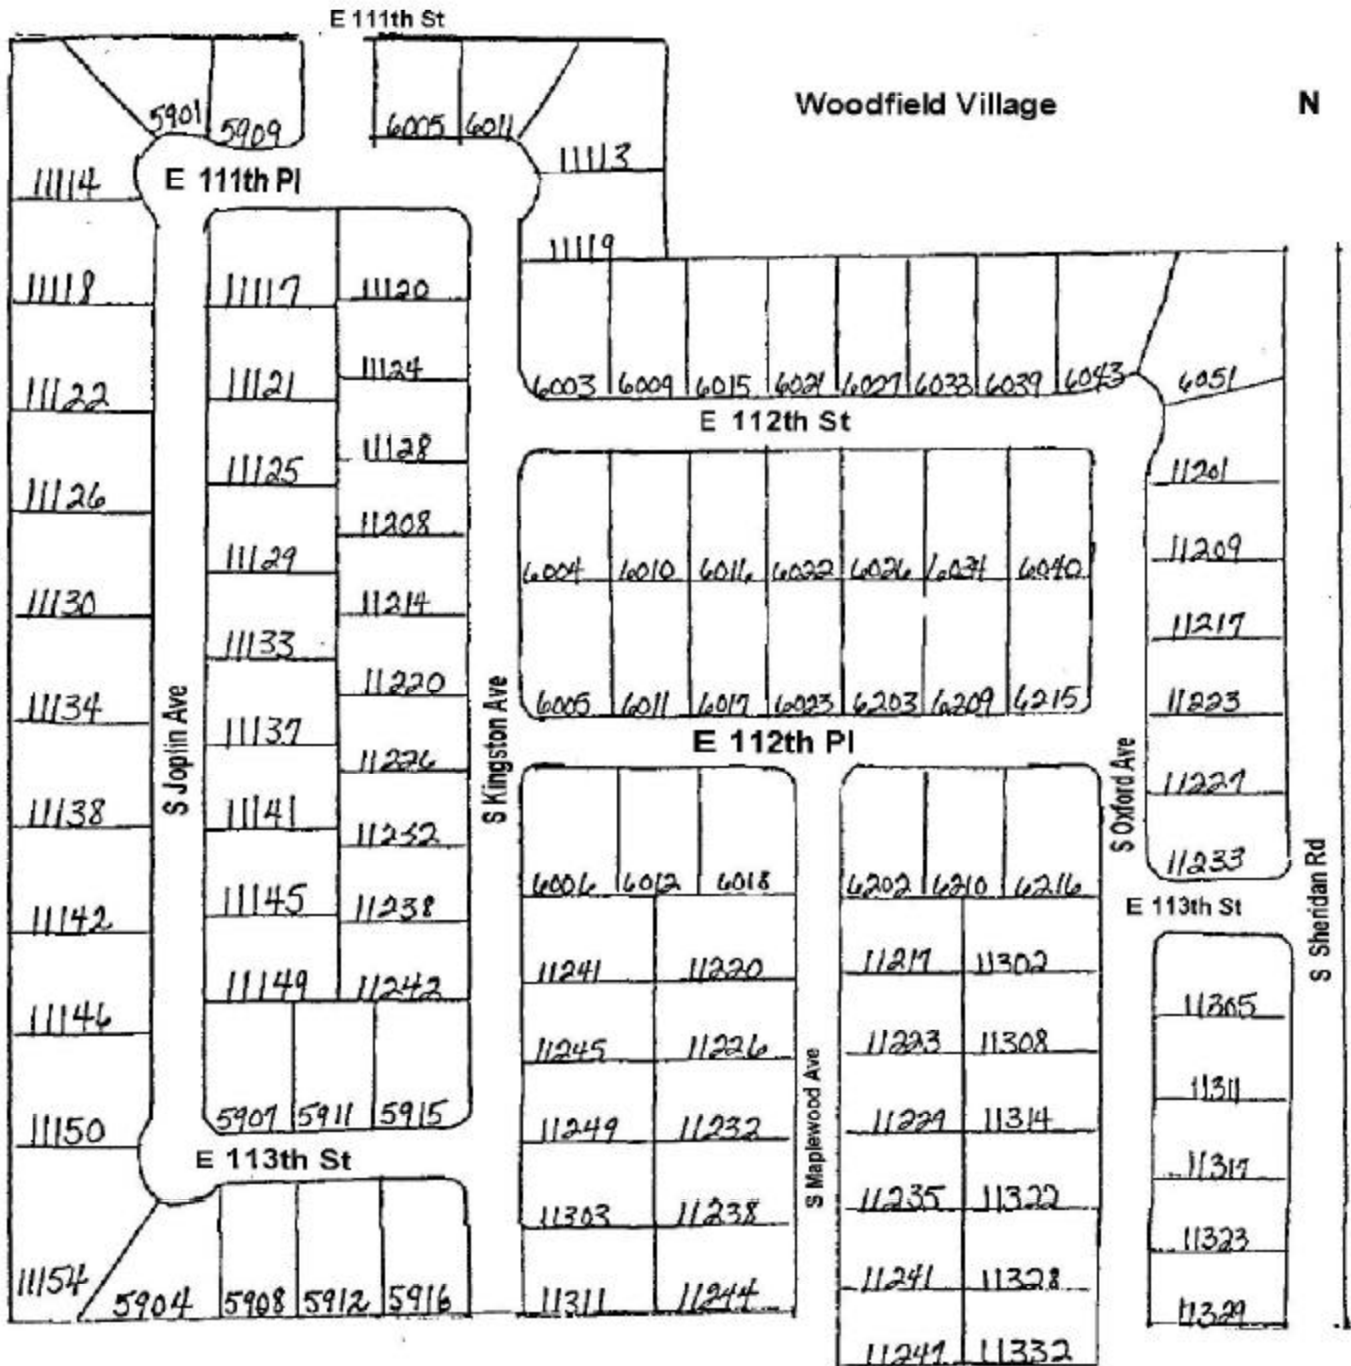 E 111th St
Woodfield Village N
5901 5909 6005 6011
11114 E 111th Pl 11113
11119
11118 11117 11120
11122 11121 11124 6003 6009 6015 6021 6027 6033 6039 6043 6051
E 112th St
11126 11125 11128 11201
11208
11130 11129 11214 6004 6010 6016 6022 6026 6034 6040 11209
11133 11217
11134 11220 6005 6011 6017 6023 6203 6209 6215 11223
S Joplin Ave S Kingston Ave
11137 11226 E 112th Pl
S Oxford Ave
11138 11141 11232 11227
11233
S Sheridan Rd
11142 11145 11238 6006 6012 6018 6202 6210 6216
E 113th St
11149 11242 11241 11220 11217 11302 11305
11146 11245 11226 11223 11308
S Maplewood Ave
11311
11150 5907 5911 5915 11249 11232 11229 11314
E 113th St
11317
11303 11238 11235 11322
11323
11154 5904 5908 5912 5916 11311 11244 11241 11328
11329
11247 11332